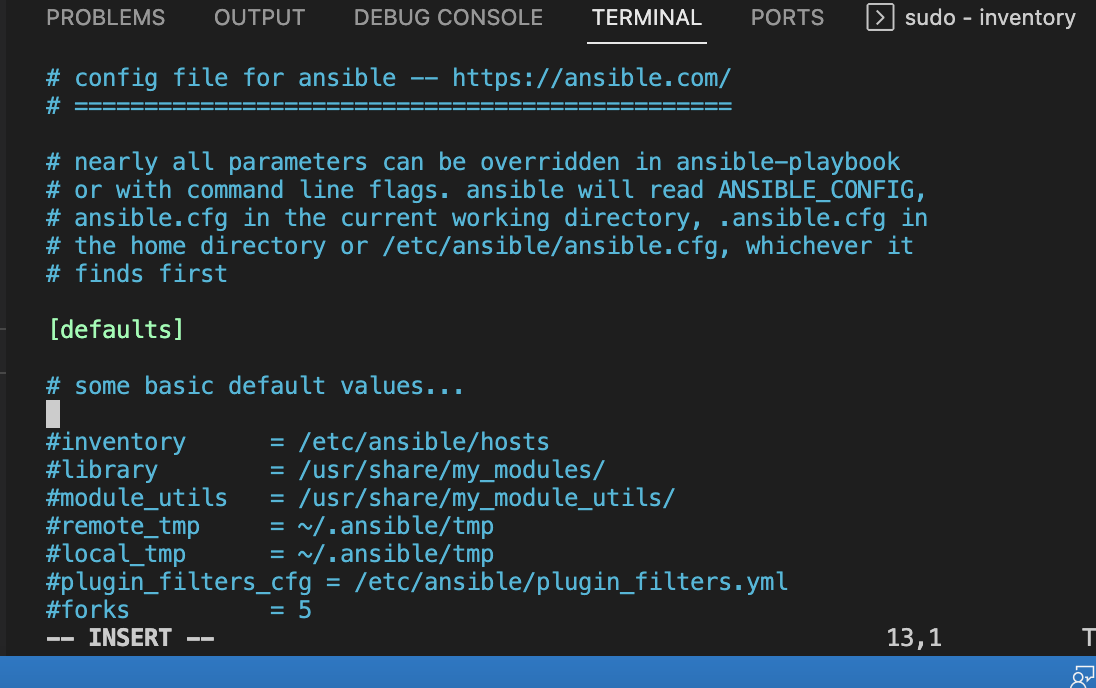 PROBLEMS OUTPUT DEBUG CONSOLE TERMINAL PORTS sudo - inventory
# config file for ansible -- https://ansible.com/
# ===============================================
# nearly all parameters can be overridden in ansible-playbook
# or with command line flags. ansible will read ANSIBLE_CONFIG,
# ansible.cfg in the current working directory, .ansible.cfg in
# the home directory or /etc/ansible/ansible.cfg, whichever it
# finds first
[defaults]
# some basic default values...
#inventory      = /etc/ansible/hosts
#library        = /usr/share/my_modules/
#module_utils   = /usr/share/my_module_utils/
#remote_tmp     = ~/.ansible/tmp
#local_tmp      = ~/.ansible/tmp
#plugin_filters_cfg = /etc/ansible/plugin_filters.yml
#forks          = 5
-- INSERT -- 13,1 T